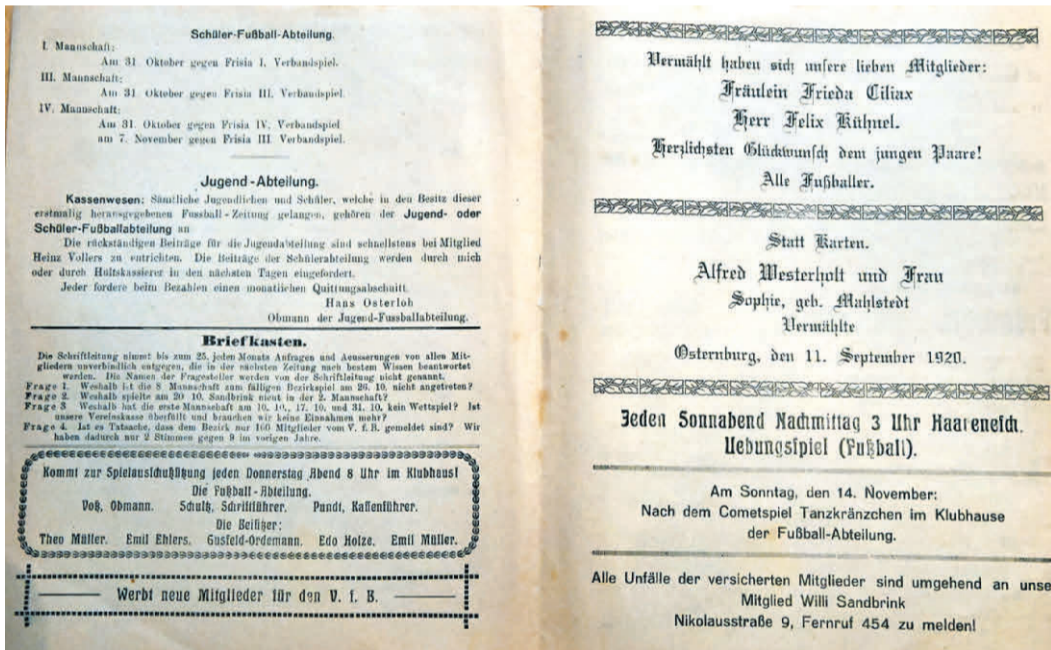 Schüler-Fußball-Abteilung.
I. Mannschaft:
Am 31. Oktober gegen Frisia I. Verbandspiel.
III. Mannschaft:
Am 31. Oktober gegen Frisia III. Verbandspiel.
IV. Mannschaft:
Am 31. Oktober gegen Frisia IV. Verbandspiel
am 7. November gegen Frisia III. Verbandspiel.
Jugend-Abteilung.
Kassenwesen: Sämtliche Jugendlichen und Schüler, welche in den Besitz dieser
erstmalig herausgegebenen Fussball-Zeitung gelangen, gehören der Jugend- oder
Schüler-Fußballabteilung an
Die rückständigen Beiträge für die Jugendabteilung sind schnellstens bei Mitglied
Heinz Vollers zu entrichten. Die Beiträge der Schülerabteilung werden durch mich
oder durch Hilfskassierer in den nächsten Tagen eingefordert.
Jeder fordere beim Bezahlen einen monatlichen Quittungsabschnitt.
Hans Osterloh
Obmann der Jugend-Fussballabteilung.
Briefkasten.
Die Schriftleitung nimmt bis zum 25. jeden Monats Anfragen und Aeusserungen von allen Mit-
gliedern unverbindlich entgegen, die in der nächsten Zeitung nach bestem Wissen beantwortet
werden. Die Namen der Fragesteller werden von der Schriftleitung nicht genannt.
Frage 1. Weshalb ist die 8 Mannschaft zum fälligen Bezirkspiel am 26. 10. nicht angetreten?
Frage 2. Weshalb spielte am 20 10. Sandbrink nicht in der 2. Mannschaft?
Frage 3 Weshalb hat die erste Mannschaft am 10. 10., 17. 10. und 31. 10. kein Wettspiel? Ist
unsere Vereinskasse überfüllt und brauchen wir keine Einnahmen mehr?
Frage 4. Ist es Tatsache, dass dem Bezirk nur 160 Mitglieder vom V. f. B. gemeldet sind? Wir
haben dadurch nur 2 Stimmen gegen 9 im vorigen Jahre.
Kommt zur Spielausschußsitzung jeden Donnerstag Abend 8 Uhr im Klubhaus!
Die Fußball-Abteilung.
Voß, Obmann. Schultz, Schriftführer. Pundt, Kassenführer.
Die Beisitzer:
Theo Müller. Emil Ehlers. Gusfeld-Ordemann. Edo Holze. Emil Müller.
Werbt neue Mitglieder für den V. f. B.
Vermählt haben sich unsere lieben Mitglieder:
Fräulein Frieda Ciliax
Herr Felix Kühnel.
Herzlichsten Glückwunsch dem jungen Paare!
Alle Fußballer.
Statt Karten.
Alfred Westerholt und Frau
Sophie, geb. Mahlstedt
Vermählte
Osternburg, den 11. September 1920.
Jeden Sonnabend Nachmittag 3 Uhr Haarenesch.
Uebungsspiel (Fußball).
Am Sonntag, den 14. November:
Nach dem Cometspiel Tanzkränzchen im Klubhause
der Fußball-Abteilung.
Alle Unfälle der versicherten Mitglieder sind umgehend an unse
Mitglied Willi Sandbrink
Nikolausstraße 9, Fernruf 454 zu melden!